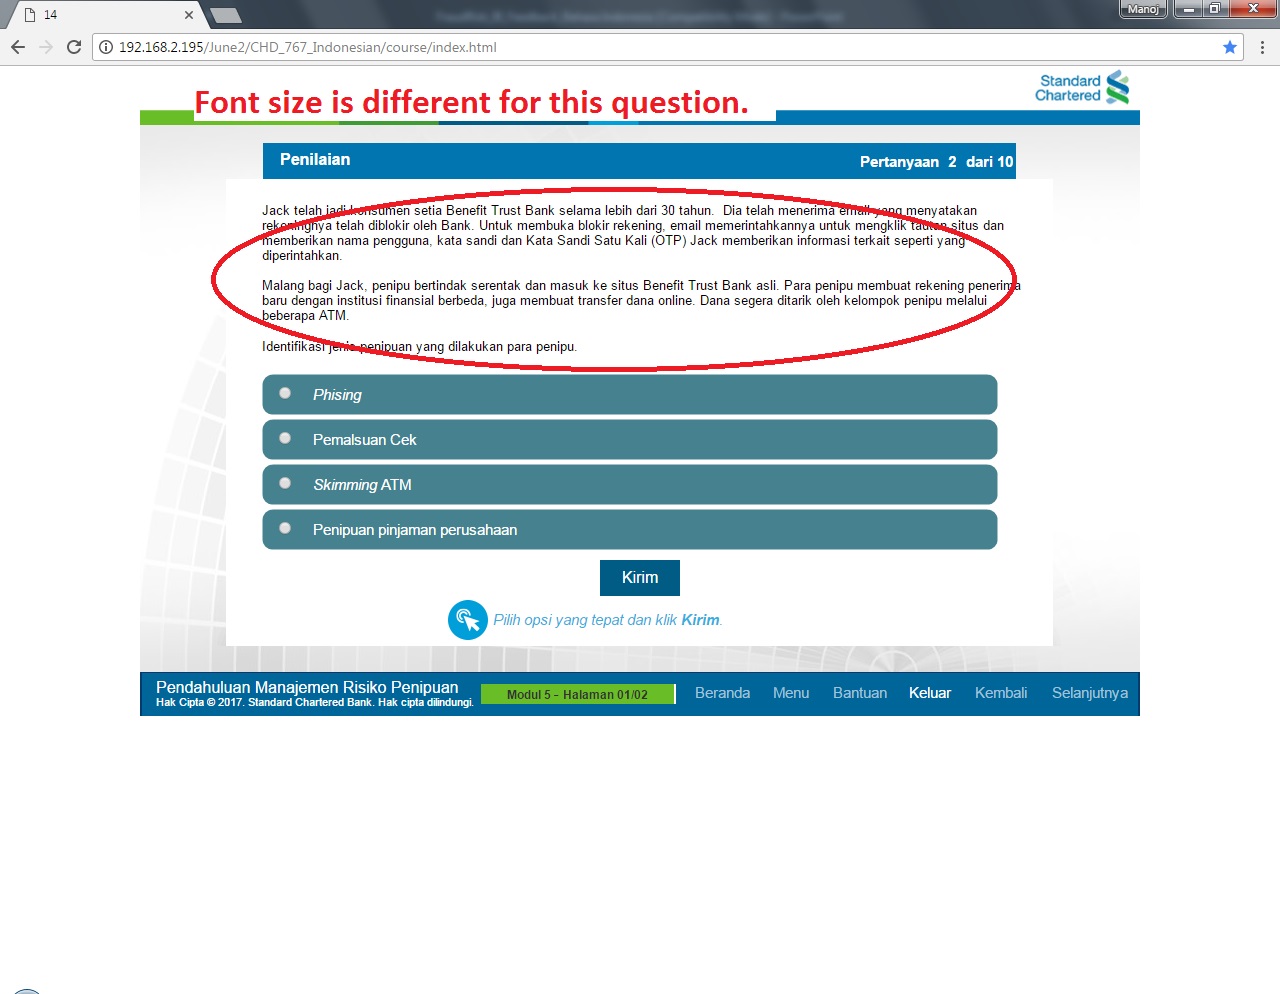 14
Manoj
192.168.2.195/June2/CHD_767_Indonesian/course/index.html
Font size is different for this question.
Standard
Chartered
Penilaian
Pertanyaan 2 dari 10
Jack telah jadi konsumen setia Benefit Trust Bank selama lebih dari 30 tahun. Dia telah menerima email yang menyatakan
rekeningnya telah diblokir oleh Bank. Untuk membuka blokir rekening, email memerintahkannya untuk mengklik tautan situs dan
memberikan nama pengguna, kata sandi dan Kata Sandi Satu Kali (OTP) Jack memberikan informasi terkait seperti yang
diperintahkan.
Malang bagi Jack, penipu bertindak serentak dan masuk ke situs Benefit Trust Bank asli. Para penipu membuat rekening penerima
baru dengan institusi finansial berbeda, juga membuat transfer dana online. Dana segera ditarik oleh kelompok penipu melalui
beberapa ATM.
Identifikasi jenis penipuan yang dilakukan para penipu.
Phising
Pemalsuan Cek
Skimming ATM
Penipuan pinjaman perusahaan
Kirim
Pilih opsi yang tepat dan klik Kirim.
Pendahuluan Manajemen Risiko Penipuan
Hak Cipta © 2017. Standard Chartered Bank. Hak cipta dilindungi.
Modul 5 - Halaman 01/02
Beranda Menu Bantuan Keluar Kembali Selanjutnya